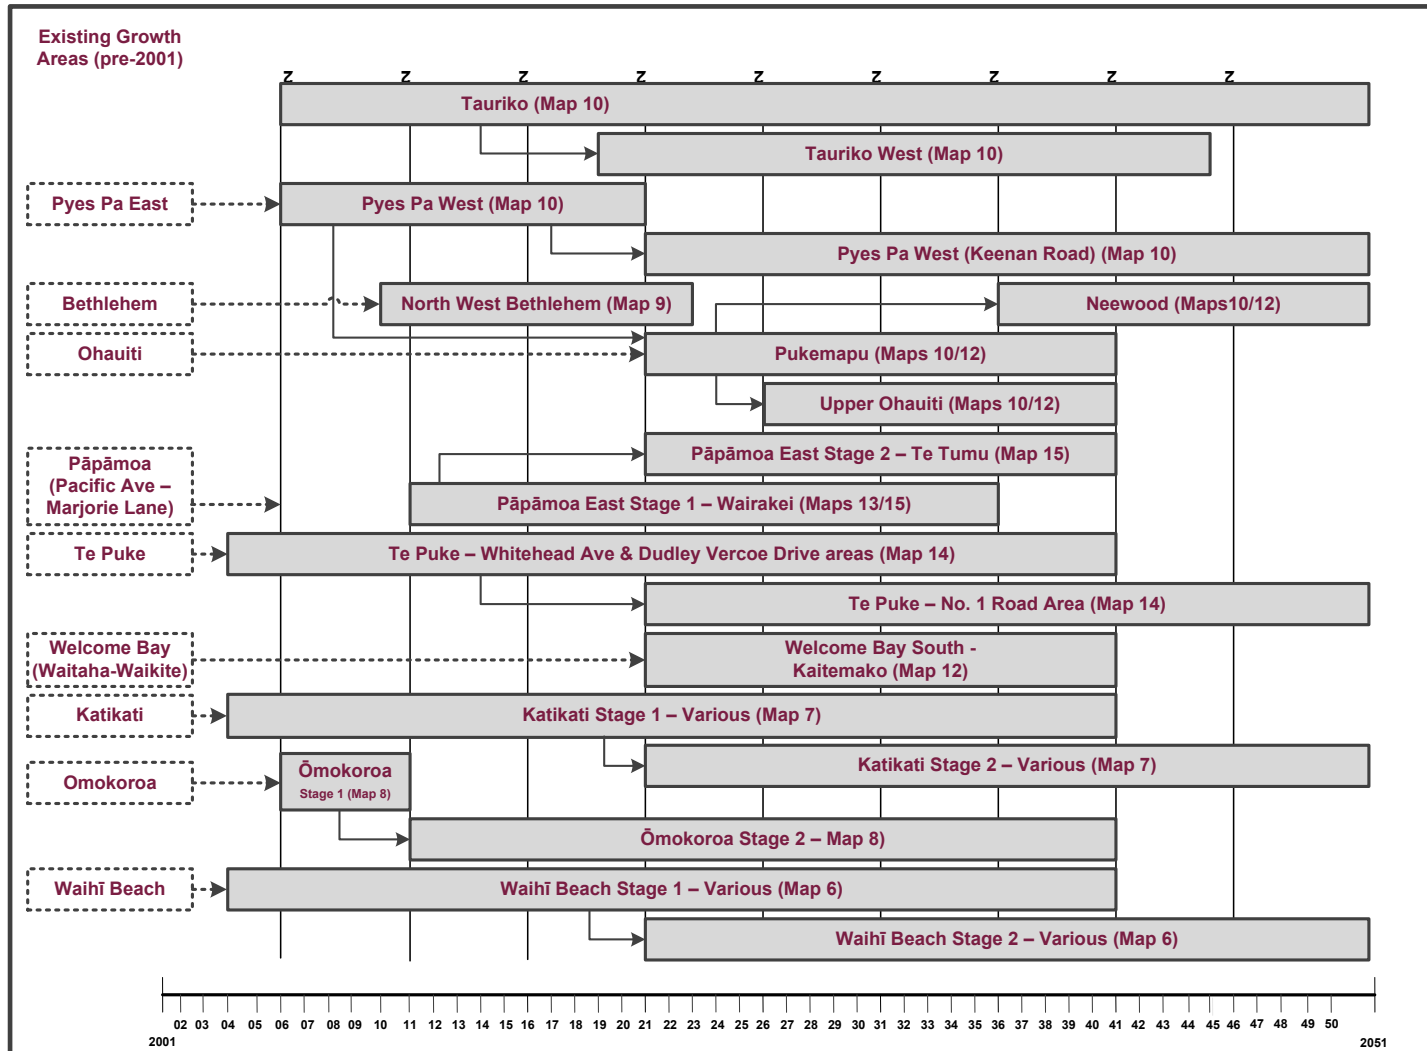 Existing Growth
Areas (pre-2001)
2 2 2 2 2 2 2 2 2
Tauriko (Map 10)
Tauriko West (Map 10)
Pyes Pa East
Pyes Pa West (Map 10)
Pyes Pa West (Keenan Road) (Map 10)
Bethlehem
North West Bethlehem (Map 9)
Neewood (Maps10/12)
Ohauiti
Pukemapu (Maps 10/12)
Upper Ohauiti (Maps 10/12)
Pāpāmoa East Stage 2 – Te Tumu (Map 15)
Pāpāmoa
(Pacific Ave –
Marjorie Lane)
Pāpāmoa East Stage 1 – Wairakei (Maps 13/15)
Te Puke
Te Puke – Whitehead Ave & Dudley Vercoe Drive areas (Map 14)
Te Puke – No. 1 Road Area (Map 14)
Welcome Bay
(Waitaha-Waikite)
Welcome Bay South -
Kaitemako (Map 12)
Katikati
Katikati Stage 1 – Various (Map 7)
Katikati Stage 2 – Various (Map 7)
Omokoroa
Ōmokoroa
Stage 1 (Map 8)
Ōmokoroa Stage 2 – Map 8)
Waihī Beach
Waihī Beach Stage 1 – Various (Map 6)
Waihī Beach Stage 2 – Various (Map 6)
02 03 04 05 06 07 08 09 10 11 12 13 14 15 16 17 18 19 20 21 22 23 24 25 26 27 28 29 30 31 32 33 34 35 36 37 38 39 40 41 42 43 44 45 46 47 48 49 50
2001 2051